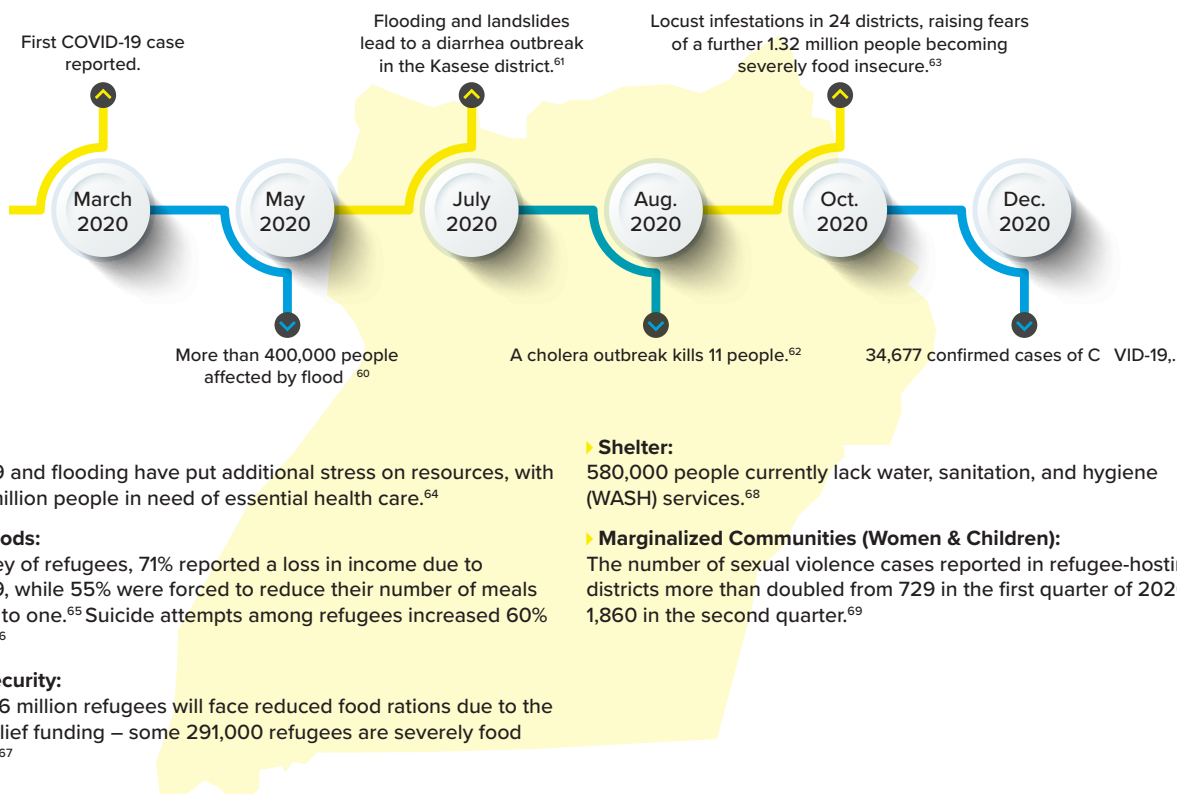 First COVID-19 case
reported.
Flooding and landslides
lead to a diarrhea outbreak
in the Kasese district.⁶¹
Locust infestations in 24 districts, raising fears
of a further 1.32 million people becoming
severely food insecure.⁶³
March
2020
May
2020
July
2020
Aug.
2020
Oct.
2020
Dec.
2020
More than 400,000 people
affected by flood ⁶⁰
A cholera outbreak kills 11 people.⁶²
34,677 confirmed cases of C VID-19,.
9 and flooding have put additional stress on resources, with
million people in need of essential health care.⁶⁴
ods:
ey of refugees, 71% reported a loss in income due to
9, while 55% were forced to reduce their number of meals
to one.⁶⁵ Suicide attempts among refugees increased 60%
⁶
ecurity:
6 million refugees will face reduced food rations due to the
lief funding – some 291,000 refugees are severely food
⁶⁷
Shelter:
580,000 people currently lack water, sanitation, and hygiene
(WASH) services.⁶⁸
Marginalized Communities (Women & Children):
The number of sexual violence cases reported in refugee-hostin
districts more than doubled from 729 in the first quarter of 202
1,860 in the second quarter.⁶⁹